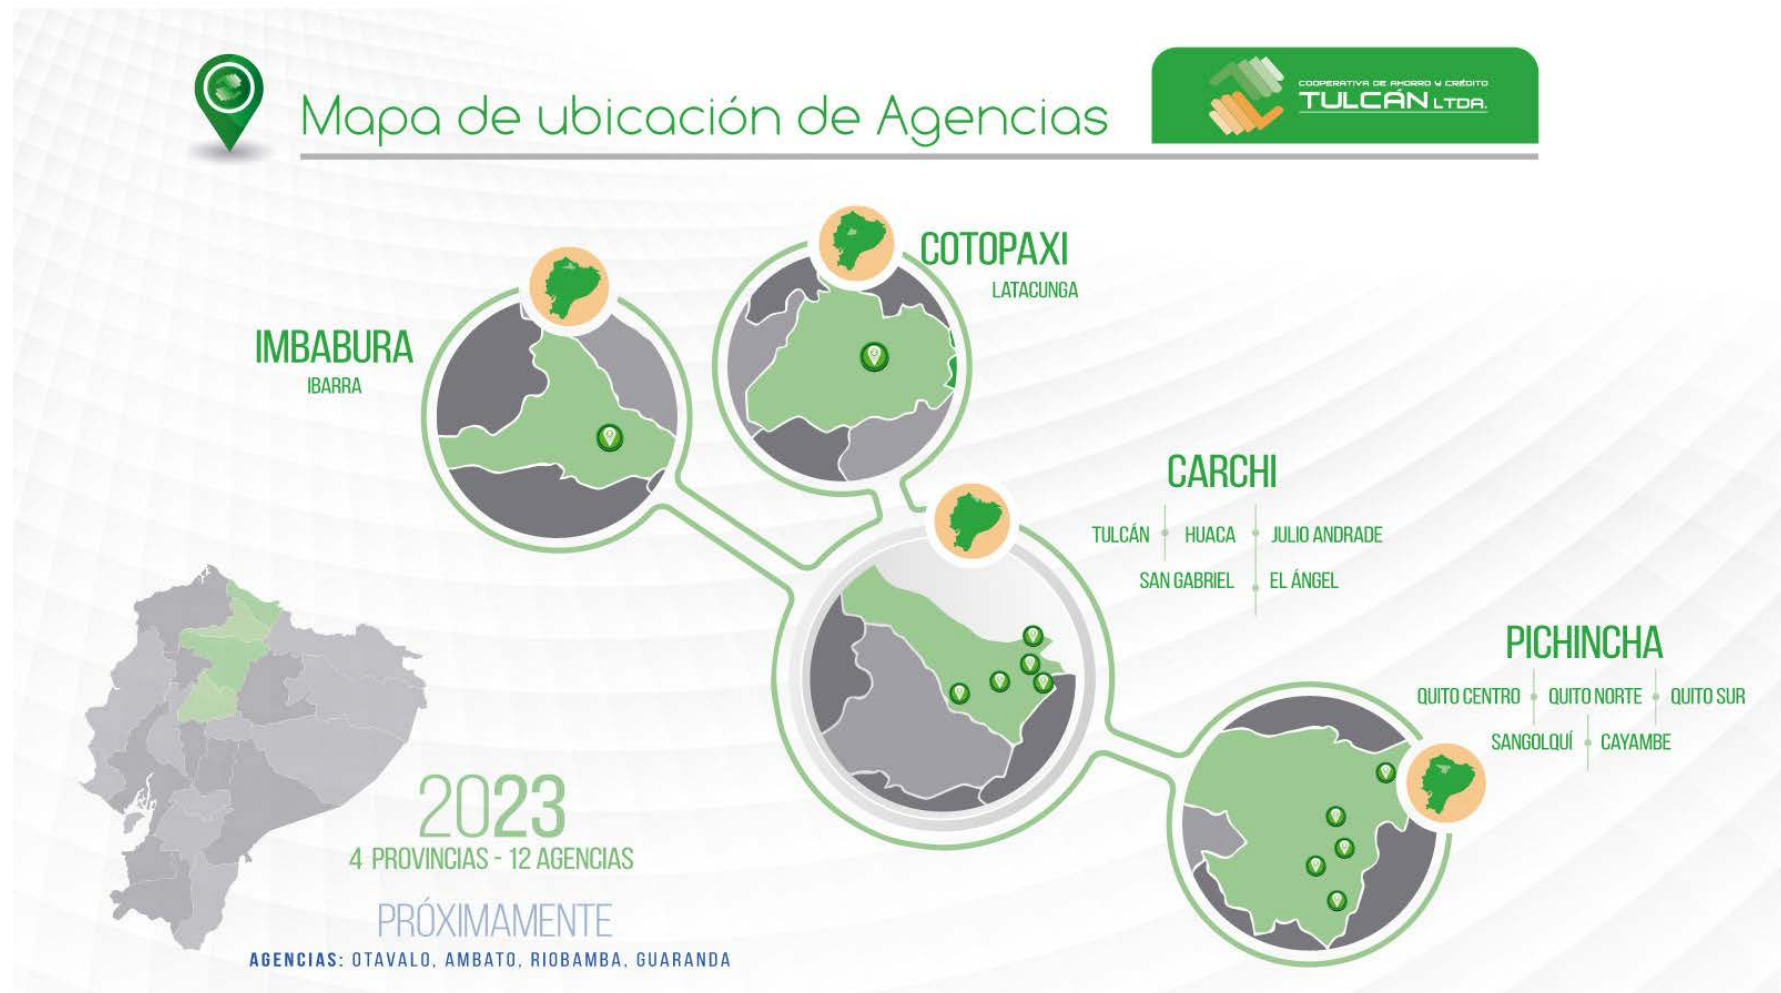 Mapa de ubicación de Agencias
COOPERATIVA DE AHORRO Y CRÉDITO
TULCÁN LTDA.
COTOPAXI
LATACUNGA
IMBABURA
IBARRA
CARCHI
TULCÁN HUACA JULIO ANDRADE
SAN GABRIEL EL ÁNGEL
PICHINCHA
QUITO CENTRO QUITO NORTE QUITO SUR
SANGOLQUÍ CAYAMBE
2023
4 PROVINCIAS - 12 AGENCIAS
PRÓXIMAMENTE
AGENCIAS: OTAVALO, AMBATO, RIOBAMBA, GUARANDA